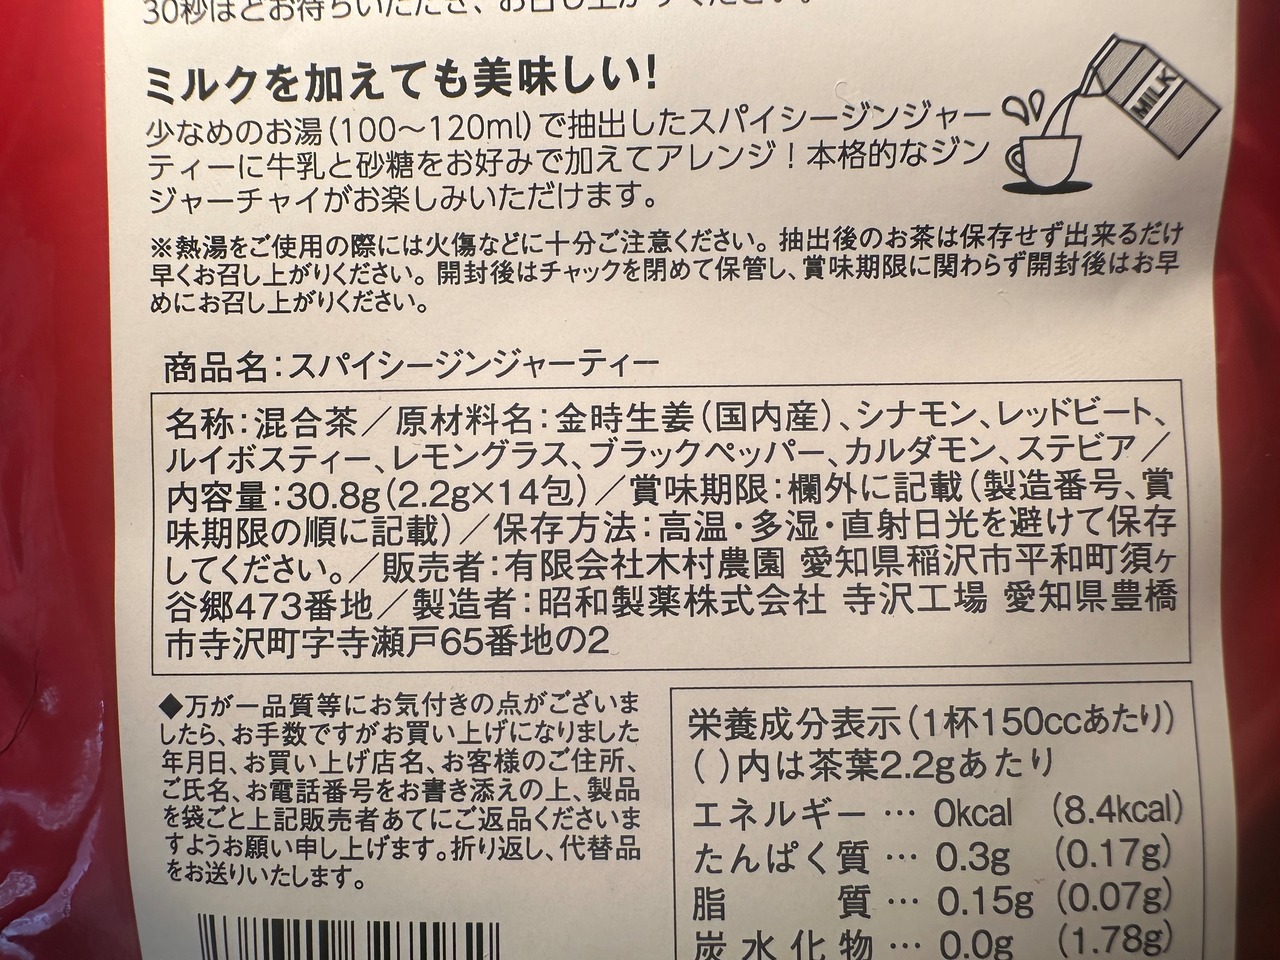 30秒ほどお待ちいただき、お召し上がりください。
ミルクを加えても美味しい!
少なめのお湯(100〜120ml)で抽出したスパイシージンジャー
ティーに牛乳と砂糖をお好みで加えてアレンジ!本格的なジン
ジャーチャイがお楽しみいただけます。
MILK
※熱湯をご使用の際には火傷などに十分ご注意ください。抽出後のお茶は保存せず出来るだけ
早くお召し上がりください。開封後はチャックを閉めて保管し、賞味期限に関わらず開封後はお早
めにお召し上がりください。
商品名:スパイシージンジャーティー
名称:混合茶/原材料名:金時生姜(国内産)、シナモン、レッドビート、
ルイボスティー、レモングラス、ブラックペッパー、カルダモン、ステビア/
内容量:30.8g(2.2g×14包)/賞味期限:欄外に記載(製造番号、賞
味期限の順に記載)/保存方法:高温・多湿・直射日光を避けて保存
してください。/販売者:有限会社木村農園 愛知県稲沢市平和町須ヶ
谷郷473番地/製造者:昭和製薬株式会社 寺沢工場 愛知県豊橋
市寺沢町字寺瀬戸65番地の2
◆万が一品質等にお気付きの点がございま
したら、お手数ですがお買い上げになりました
年月日、お買い上げ店名、お客様のご住所、
ご氏名、お電話番号をお書き添えの上、製品
を袋ごと上記販売者あてにご返品くださいま
すようお願い申し上げます。折り返し、代替品
をお送りいたします。
栄養成分表示(1杯150ccあたり)
( )内は茶葉2.2gあたり
エネルギー … 0kcal (8.4kcal)
たんぱく質 … 0.3g (0.17g)
脂 質 … 0.15g (0.07g)
炭水化物 … 0.0g (1.78g)